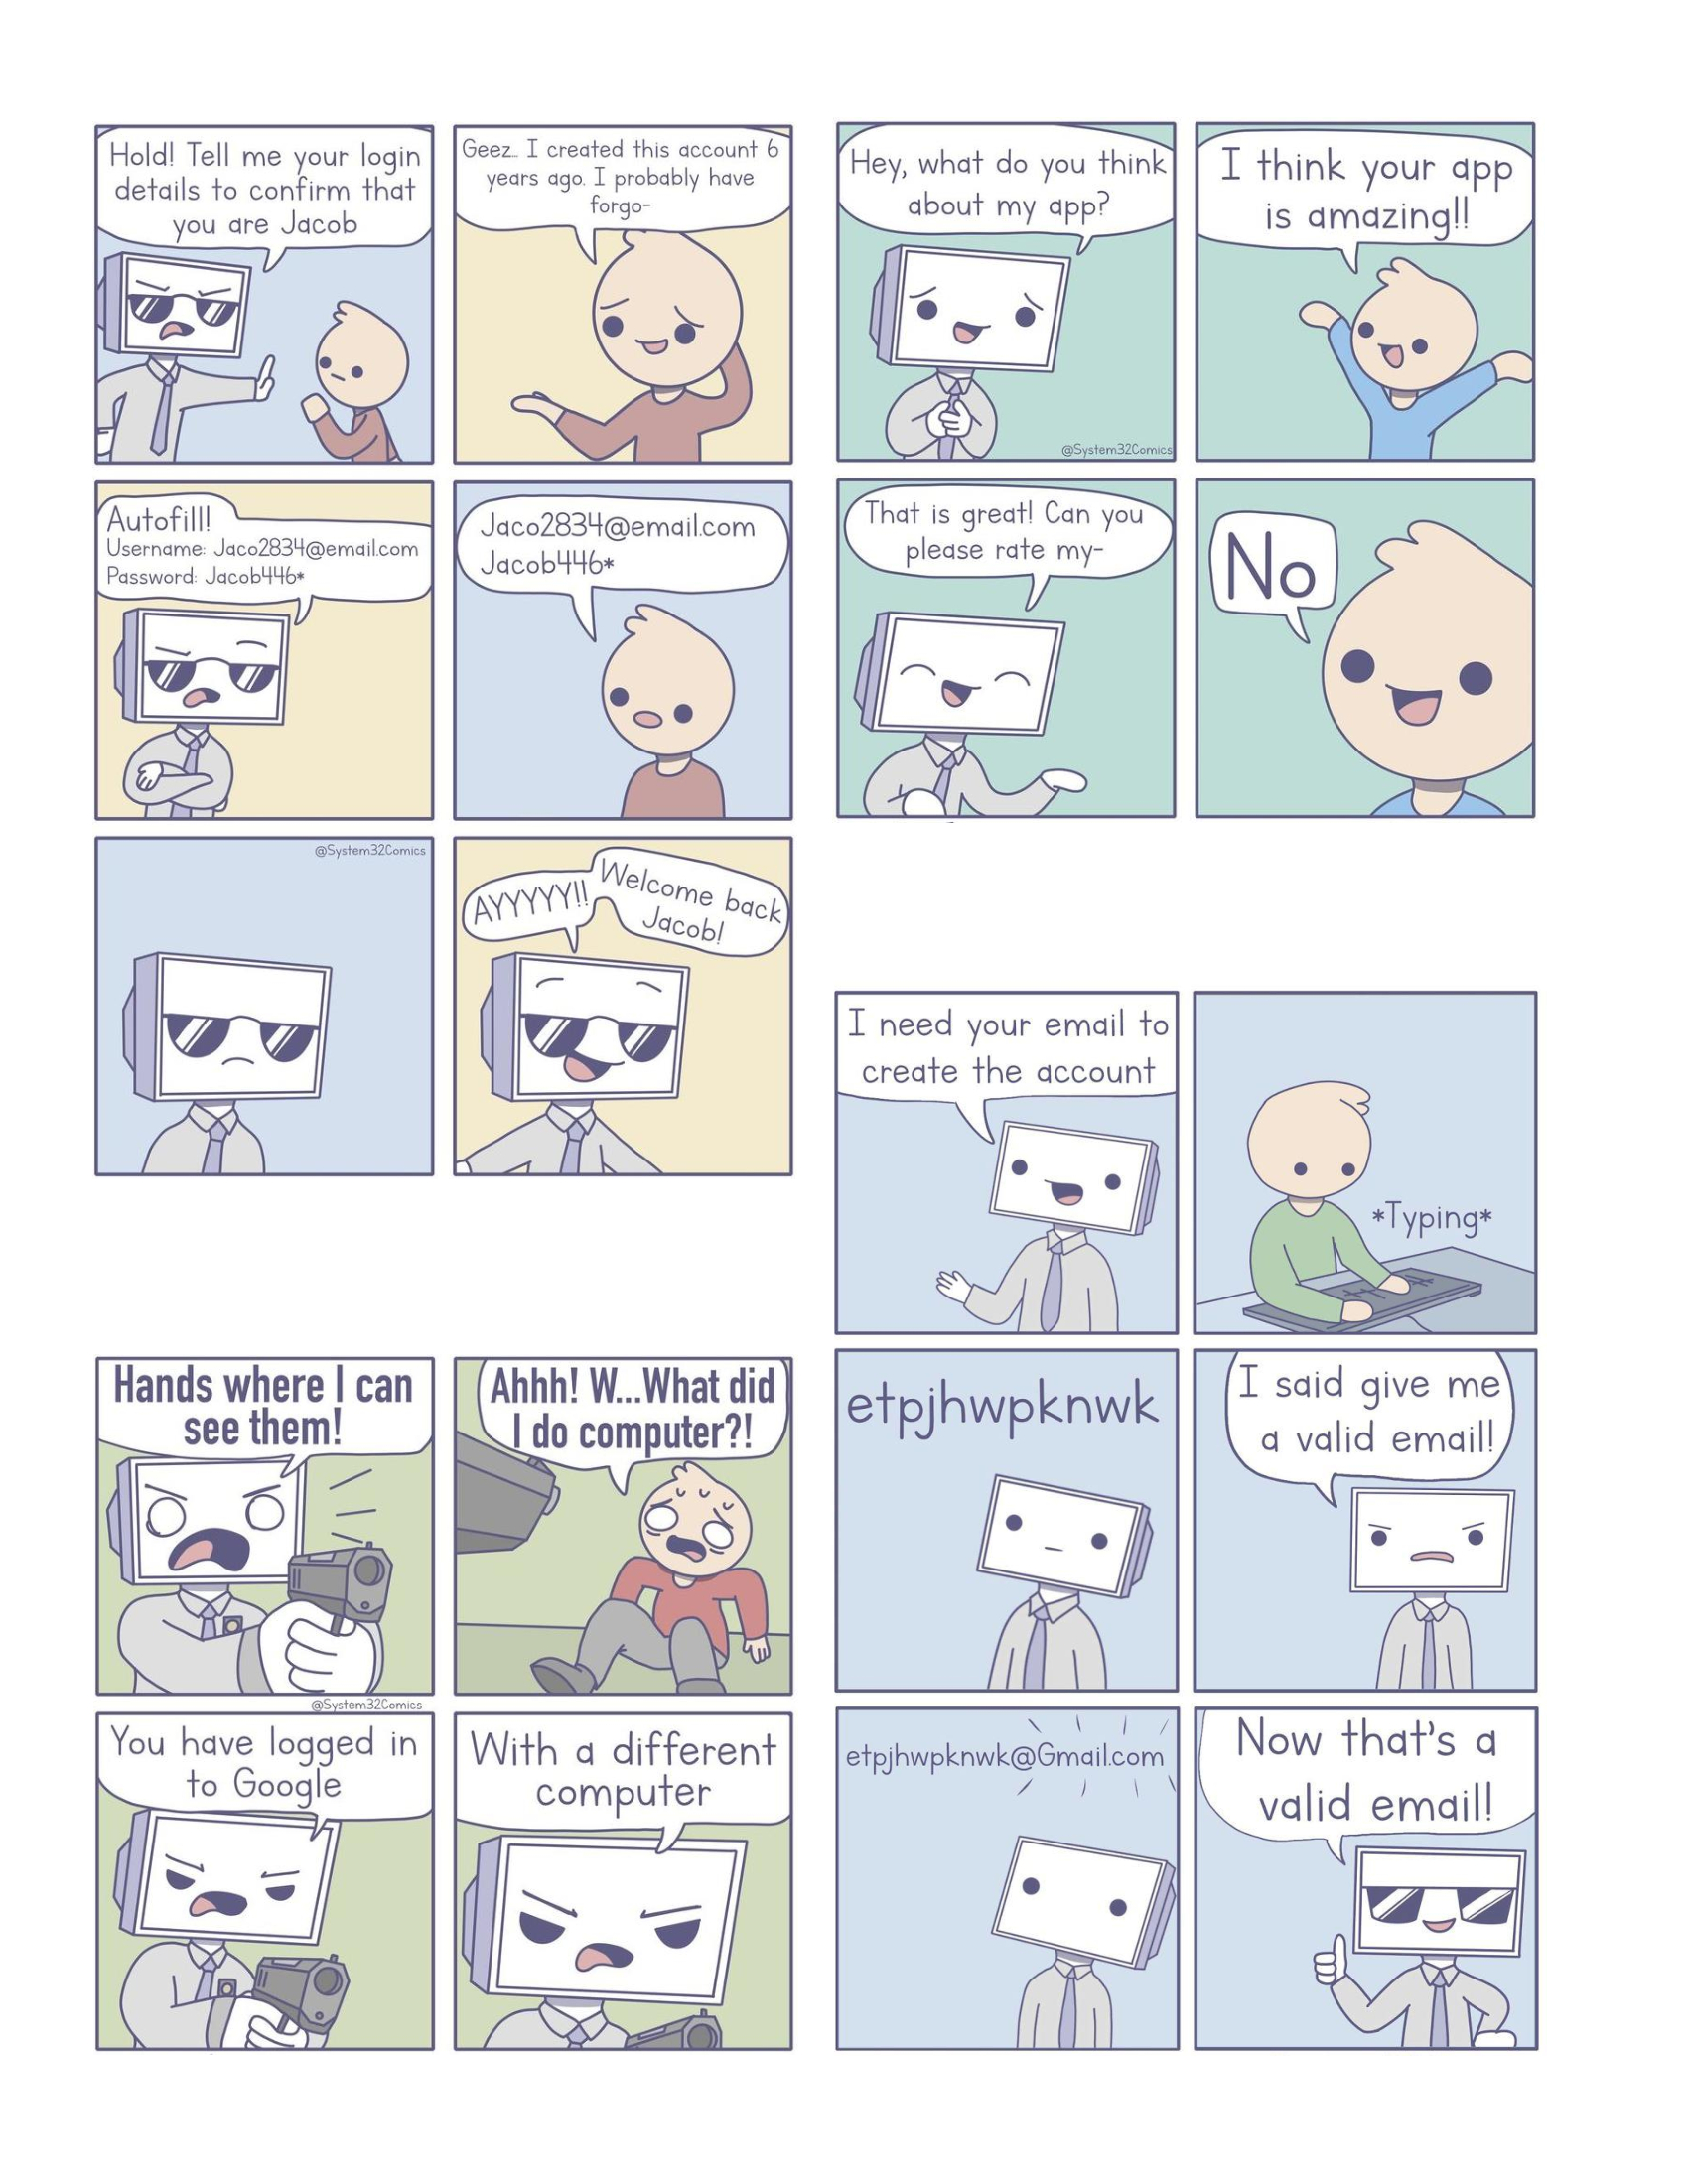 Hold! Tell me your login
details to confirm that
you are Jacob
Geez.. I created this account 6
years ago. I probably have
forgo-
Autofill!
Username: Jaco2834@email.com
Password: Jacob446*
Jaco2834@email.com
Jacob446*
@System32Comics
AYYYYY!!
Welcome back
Jacob!
Hey, what do you think
about my app?
@System32Comics
I think your app
is amazing!!
That is great! Can you
please rate my-
No
Hands where I can
see them!
Ahhh! W...What did
I do computer?!
@System32Comics
You have logged in
to Google
With a different
computer
I need your email to
create the account
*Typing*
etpjhwpknwk
I said give me
a valid email!
etpjhwpknwk@Gmail.com
Now that's a
valid email!